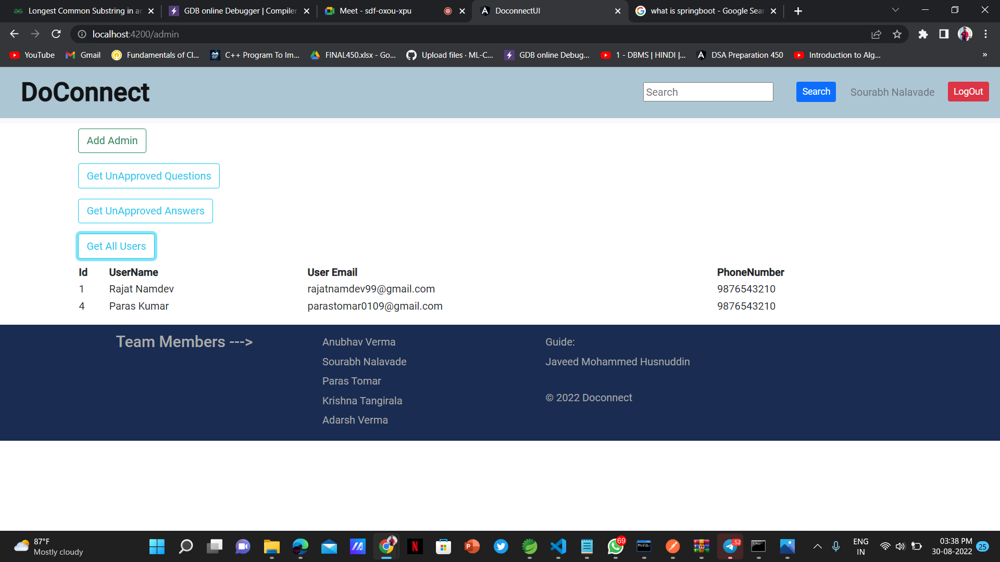 Longest Common Substring in ar
GDB online Debugger | Compiler
Meet - sdf-oxou-xpu
DoconnectUI
what is springboot - Google Sear
localhost:4200/admin
YouTube
Gmail
Fundamentals of Cl...
C++ Program To Im...
FINAL450.xlsx - Go...
Upload files · ML-C...
GDB online Debug...
1 - DBMS | HINDI |...
DSA Preparation 450
Introduction to Alg...
»
DoConnect
Search
Search
Sourabh Nalavade
LogOut
Add Admin
Get UnApproved Questions
Get UnApproved Answers
Get All Users
Id UserName User Email PhoneNumber
1 Rajat Namdev rajatnamdev99@gmail.com 9876543210
4 Paras Kumar parastomar0109@gmail.com 9876543210
Team Members --->
Anubhav Verma
Sourabh Nalavade
Paras Tomar
Krishna Tangirala
Adarsh Verma
Guide:
Javeed Mohammed Husnuddin
© 2022 Doconnect
87°F
Mostly cloudy
69
..52
ENG
IN
03:38 PM
30-08-2022
25